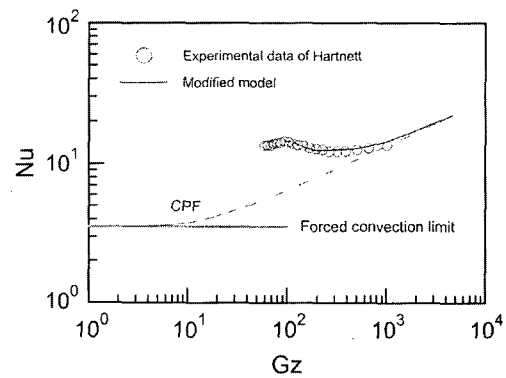 10²
Experimental data of Hartnett
Modified model
Nu
10¹
CPF
Forced convection limit
10⁰
10⁰ 10¹ 10² 10³ 10⁴
Gz